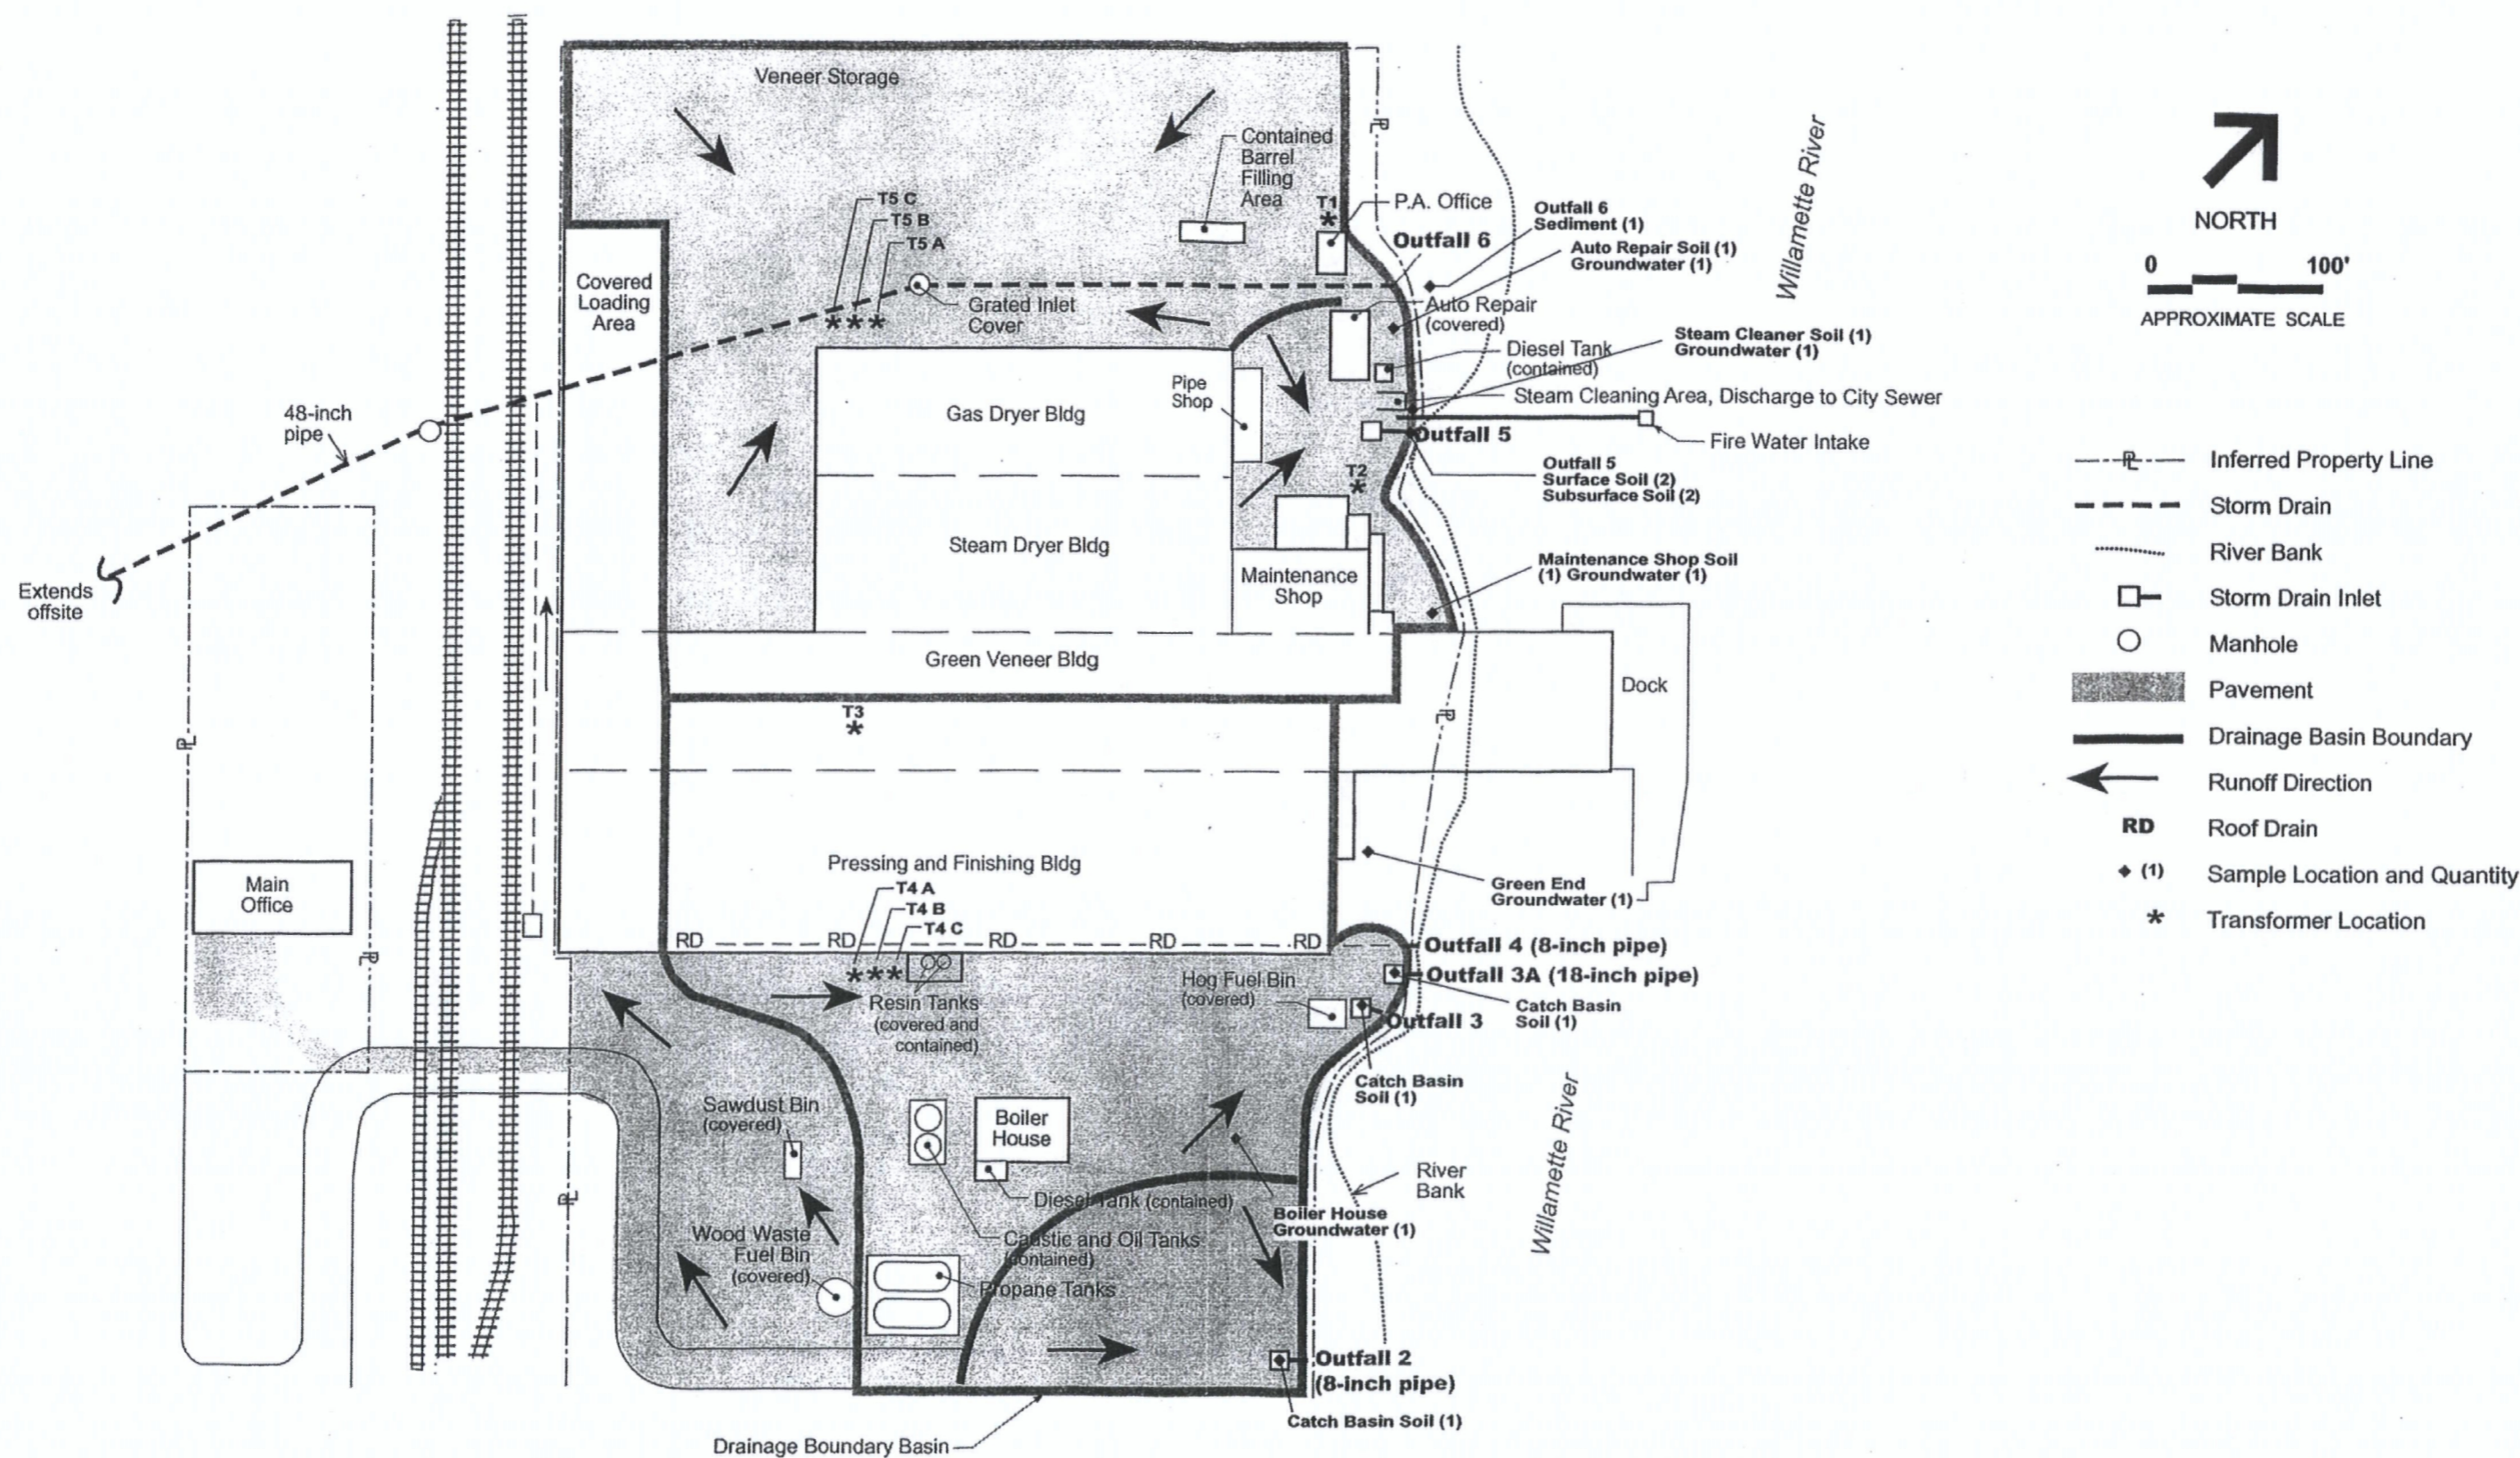 Veneer Storage
Contained
Barrel
Filling
Area
T1
P.A. Office
T5 C
T5 B
T5 A
Outfall 6
Sediment (1)
Outfall 6
Auto Repair Soil (1)
Groundwater (1)
Willamette River
NORTH
0 100'
APPROXIMATE SCALE
Covered
Loading
Area
Grated Inlet
Cover
Auto Repair
(covered)
Steam Cleaner Soil (1)
Groundwater (1)
Diesel Tank
(contained)
Pipe
Shop
Steam Cleaning Area, Discharge to City Sewer
48-inch
pipe
Gas Dryer Bldg
Outfall 5
Fire Water Intake
T2
Outfall 5
Surface Soil (2)
Subsurface Soil (2)
Steam Dryer Bldg
Extends
offsite
Maintenance
Shop
Maintenance Shop Soil
(1) Groundwater (1)
Green Veneer Bldg
Dock
T3
PL
PL
PL
PL
PL
Pressing and Finishing Bldg
Main
Office
T4 A
T4 B
T4 C
Green End
Groundwater (1)
RD RD RD RD RD
Outfall 4 (8-inch pipe)
Outfall 3A (18-inch pipe)
Hog Fuel Bin
(covered)
Resin Tanks
(covered and
contained)
Catch Basin
Soil (1)
Outfall 3
Catch Basin
Soil (1)
Sawdust Bin
(covered)
Boiler
House
River
Bank
Willamette River
Diesel Tank (contained)
Boiler House
Groundwater (1)
Wood Waste
Fuel Bin
(covered)
Caustic and Oil Tanks
(contained)
Propane Tanks
Outfall 2
(8-inch pipe)
Catch Basin Soil (1)
Drainage Boundary Basin
PL Inferred Property Line
Storm Drain
River Bank
Storm Drain Inlet
Manhole
Pavement
Drainage Basin Boundary
Runoff Direction
RD Roof Drain
(1) Sample Location and Quantity
* Transformer Location